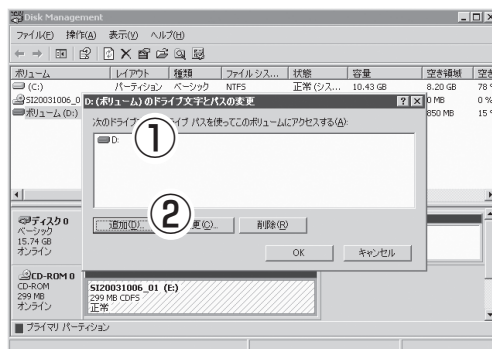 Disk Management
ファイル(F) 操作(A) 表示(V) ヘルプ(H)
ボリューム レイアウト 種類 ファイル シス... 状態 容量 空き領域 空き
(C:) パーティション ベーシック NTFS 正常 (シス... 10.43 GB 8.20 GB 78 %
SI20031006_0 0 MB 0 %
ボリューム (D:) 850 MB 15 %
D: (ボリューム) のドライブ文字とパスの変更
次のドライブ ①イブ パスを使ってこのボリュームにアクセスする(A):
D:
追加(D)... ② 更(C)... 削除(R)
OK キャンセル
ディスク 0
ベーシック
15.74 GB
オンライン
CD-ROM 0
CD-ROM
299 MB
オンライン
SI20031006_01 (E:)
299 MB CDFS
正常
プライマリ パーティション